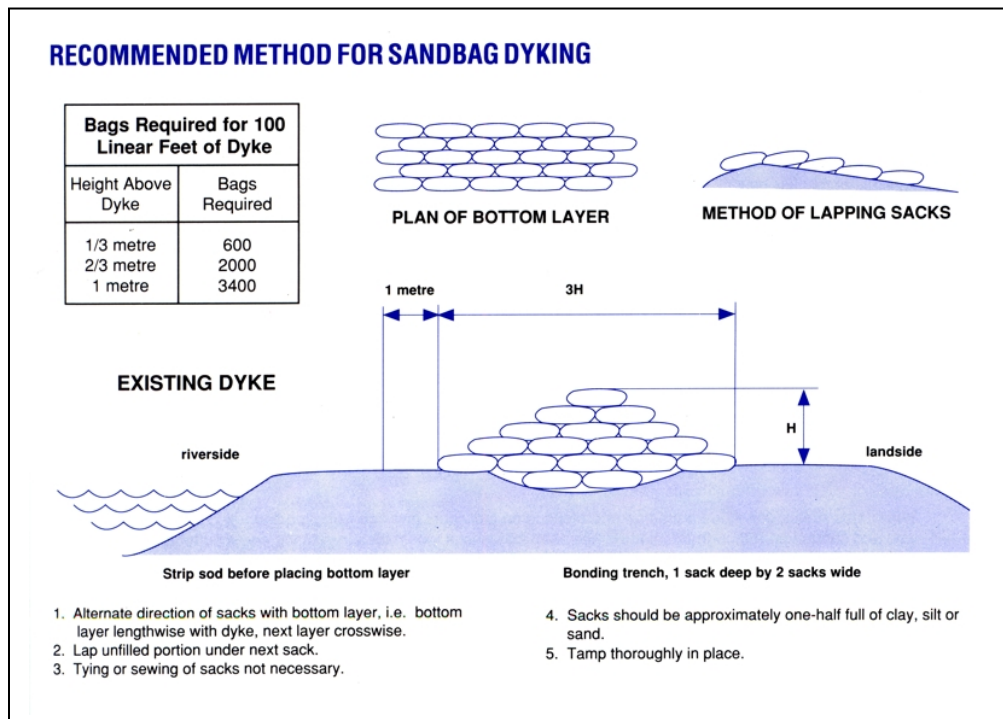 RECOMMENDED METHOD FOR SANDBAG DYKING
Bags Required for 100
Linear Feet of Dyke
Height Above
Dyke
Bags
Required
1/3 metre 600
2/3 metre 2000
1 metre 3400
PLAN OF BOTTOM LAYER
METHOD OF LAPPING SACKS
1 metre
3H
EXISTING DYKE
H
riverside
landside
Strip sod before placing bottom layer
Bonding trench, 1 sack deep by 2 sacks wide
1. Alternate direction of sacks with bottom layer, i.e. bottom
layer lengthwise with dyke, next layer crosswise.
2. Lap unfilled portion under next sack.
3. Tying or sewing of sacks not necessary.
4. Sacks should be approximately one-half full of clay, silt or
sand.
5. Tamp thoroughly in place.